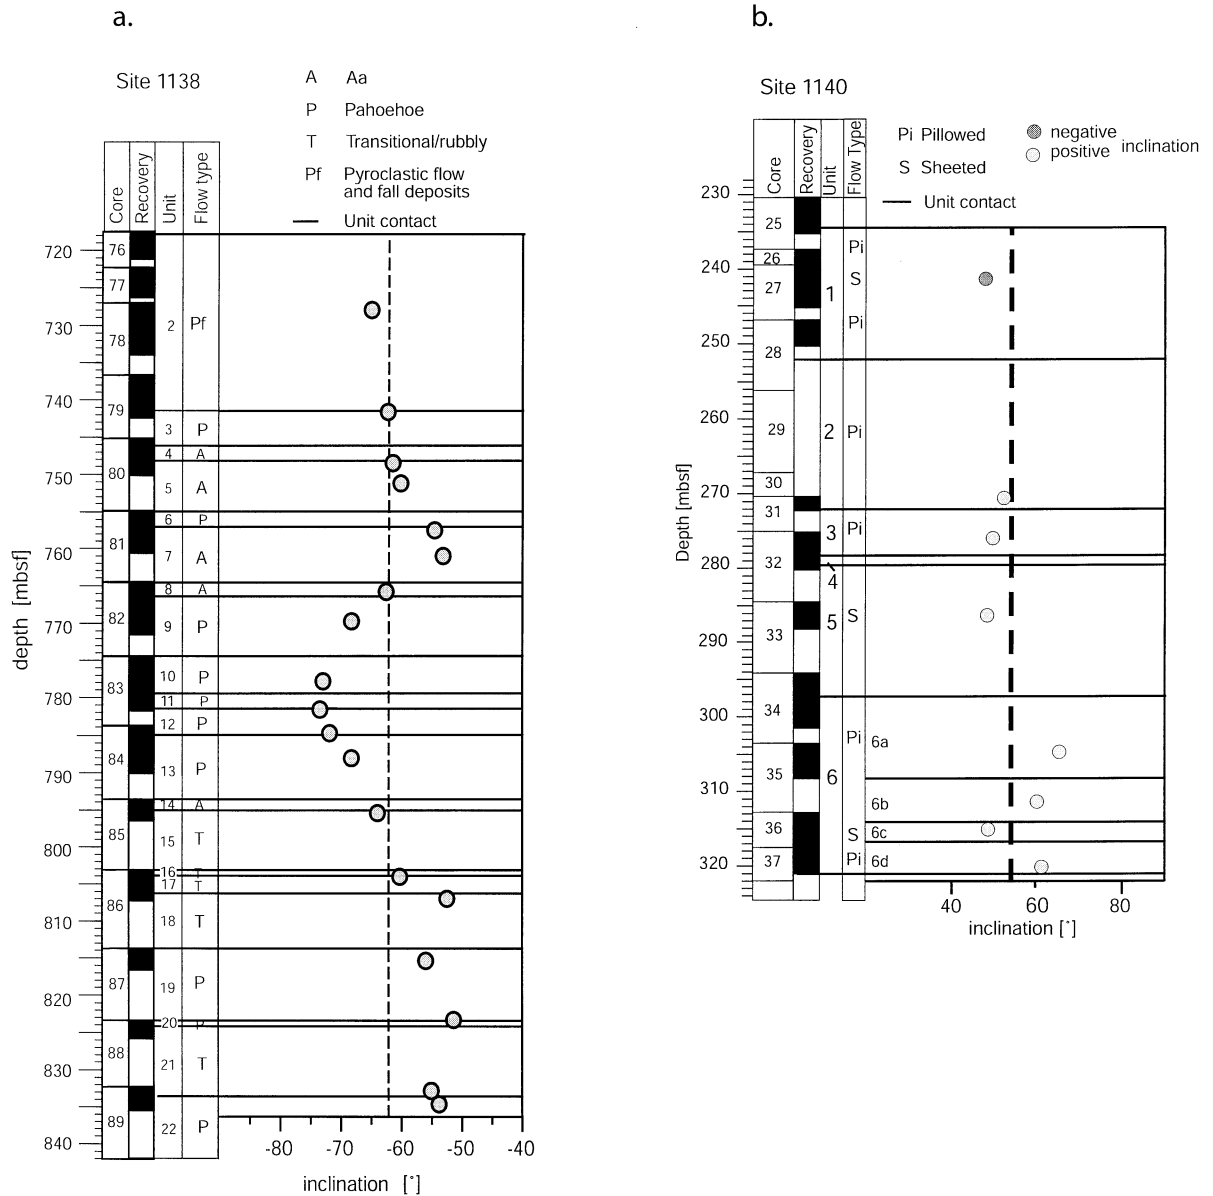 a.
Site 1138
A Aa
P Pahoehoe
T Transitional/rubbly
Pf Pyroclastic flow
and fall deposits
Unit contact
Core
Recovery
Unit
Flow type
depth [mbsf]
720
730
740
750
760
770
780
790
800
810
820
830
840
76
77
78
79
80
81
82
83
84
85
86
87
88
89
2 Pf
3 P
4 A
5 A
6 P
7 A
8 A
9 P
10 P
11 P
12 P
13 P
14 A
15 T
16 T
17 T
18 T
19 P
20 P
21 T
22 P
-80 -70 -60 -50 -40
inclination [°]
b.
Site 1140
Pi Pillowed
S Sheeted
Unit contact
negative
positive
inclination
Core
Recovery
Unit
Flow Type
Depth [mbsf]
230
240
250
260
270
280
290
300
310
320
25
26
27
28
29
30
31
32
33
34
35
36
37
1
2
3
4
5
6
Pi
S
Pi
Pi
Pi
S
Pi
S
Pi
6a
6b
6c
6d
40 60 80
inclination [°]